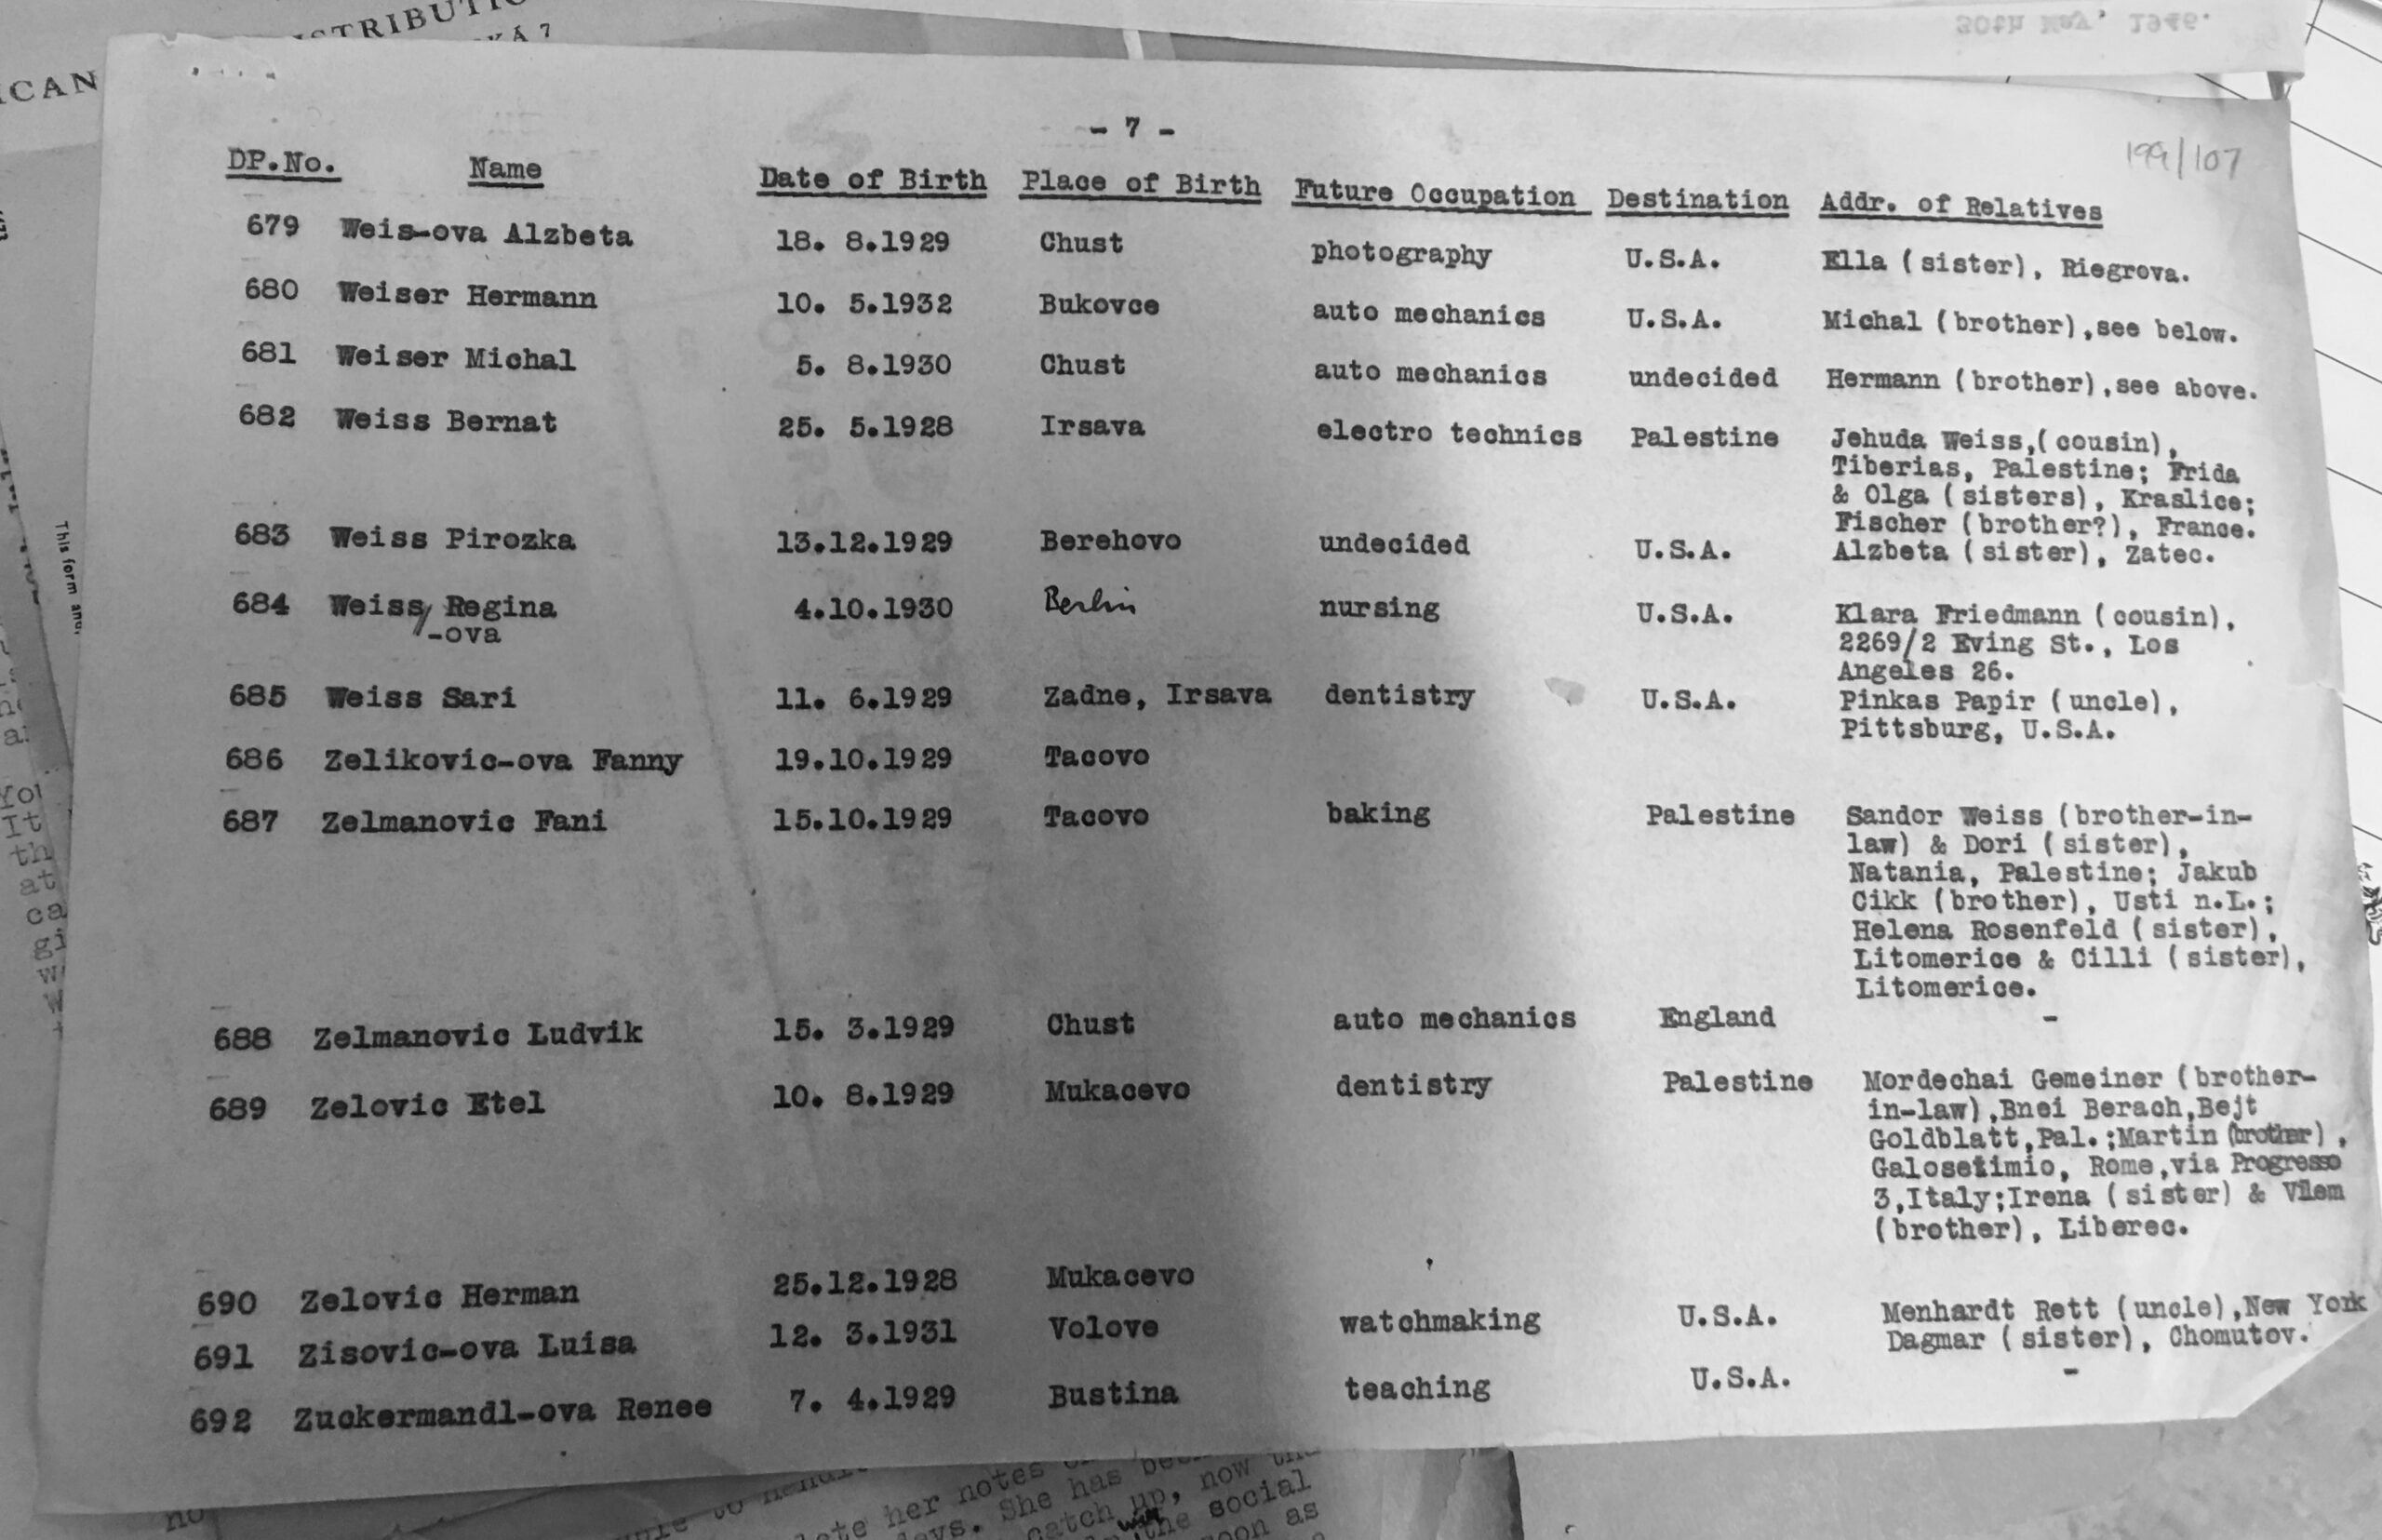 - 7 -
199/107
DP.No. Name Date of Birth Place of Birth Future Occupation Destination Addr. of Relatives
679 Weis-ova Alzbeta 18. 8.1929 Chust photography U.S.A. Ella (sister), Riegrova.
680 Weiser Hermann 10. 5.1932 Bukovce auto mechanics U.S.A. Michal (brother),see below.
681 Weiser Michal 5. 8.1930 Chust auto mechanics undecided Hermann (brother),see above.
682 Weiss Bernat 25. 5.1928 Irsava electro technics Palestine Jehuda Weiss,(cousin),
Tiberias, Palestine; Frida
& Olga (sisters), Kraslice;
Fischer (brother?), France.
683 Weiss Pirozka 13.12.1929 Berehovo undecided U.S.A. Alzbeta (sister), Zatec.
684 Weiss/ Regina 4.10.1930 Berlin nursing U.S.A. Klara Friedmann (cousin),
-ova 2269/2 Eving St., Los
Angeles 26.
685 Weiss Sari 11. 6.1929 Zadne, Irsava dentistry U.S.A. Pinkas Papir (uncle),
Pittsburg, U.S.A.
686 Zelikovic-ova Fanny 19.10.1929 Tacovo
687 Zelmanovic Fani 15.10.1929 Tacovo baking Palestine Sandor Weiss (brother-in-
law) & Dori (sister),
Natania, Palestine; Jakub
Cikk (brother), Usti n.L.;
Helena Rosenfeld (sister),
Litomerice & Cilli (sister),
Litomerice.
688 Zelmanovic Ludvik 15. 3.1929 Chust auto mechanics England -
689 Zelovic Etel 10. 8.1929 Mukacevo dentistry Palestine Mordechai Gemeiner (brother-
in-law),Bnei Berach,Bejt
Goldblatt,Pal.;Martin (brother),
Galosetimio, Rome,via Progresso
3,Italy;Irena (sister) & Vilem
(brother), Liberec.
690 Zelovic Herman 25.12.1928 Mukacevo
691 Zisovic-ova Luisa 12. 3.1931 Volove watchmaking U.S.A. Menhardt Rett (uncle),New York
Dagmar (sister), Chomutov.
692 Zuckermandl-ova Renee 7. 4.1929 Bustina teaching U.S.A. -
30th May, 1946.
This form
her notes
She has
catch up, now
the social
soon as